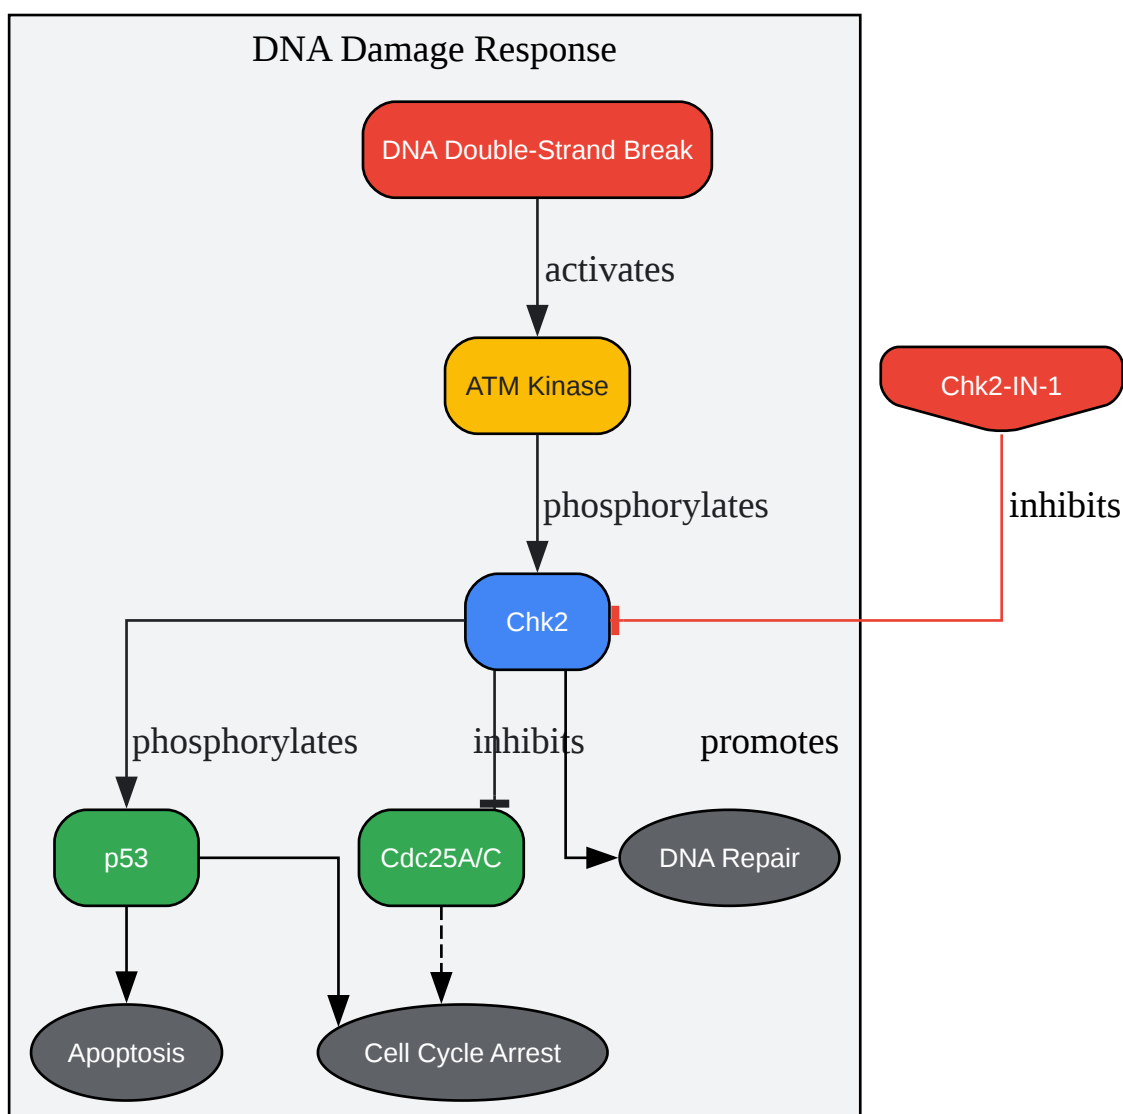 DNA Damage Response
DNA Double-Strand Break
activates
ATM Kinase
Chk2-IN-1
phosphorylates
inhibits
Chk2
phosphorylates
inhibits
promotes
p53
Cdc25A/C
DNA Repair
Apoptosis
Cell Cycle Arrest